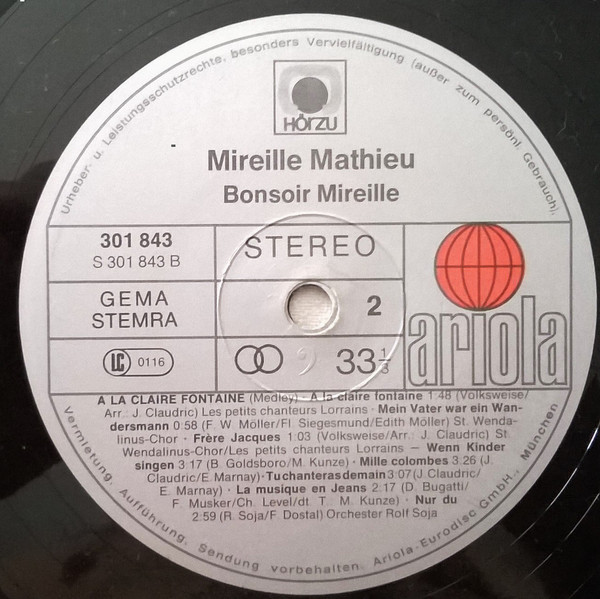 Urheber- u. Leistungsschutzrechte, besonders Vervielfältigung (außer zum persönl. Gebrauch),
HÖRZU
Mireille Mathieu
Bonsoir Mireille
301 843
S 301 843 B
STEREO
GEMA
STEMRA
2
LC 0116
33 1/3
ariola
A LA CLAIRE FONTAINE (Medley) · A la claire fontaine 1:48 (Volksweise/
Arr.: J. Claudric) Les petits chanteurs Lorrains · Mein Vater war ein Wan-
dersmann 0:58 (F. W. Möller/Fl. Siegesmund/Edith Möller) St. Wenda-
linus-Chor · Frère Jacques 1:03 (Volksweise/Arr.: J. Claudric) St.
Wendalinus-Chor/Les petits chanteurs Lorrains — Wenn Kinder
singen 3:17 (B. Goldsboro/M. Kunze) · Mille colombes 3:26 (J.
Claudric/E. Marnay) · Tu chanteras demain 3:07 (J. Claudric/
E. Marnay) · La musique en Jeans 2:17 (D. Bugatti/
F. Musker/Ch. Level/dt. T.: M. Kunze) · Nur du
2:59 (R. Soja/F. Dostal) Orchester Rolf Soja
Vermietung, Aufführung, Sendung vorbehalten. Ariola-Eurodisc GmbH., München